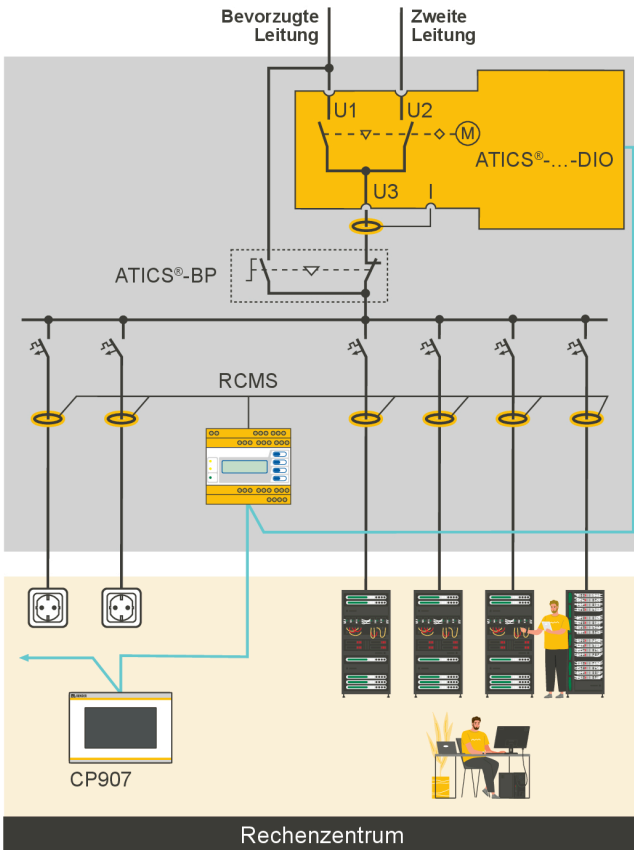 Bevorzugte
Leitung
Zweite
Leitung
U1
U2
M
ATICS®-...-DIO
U3
I
ATICS®-BP
RCMS
CP907
Rechenzentrum